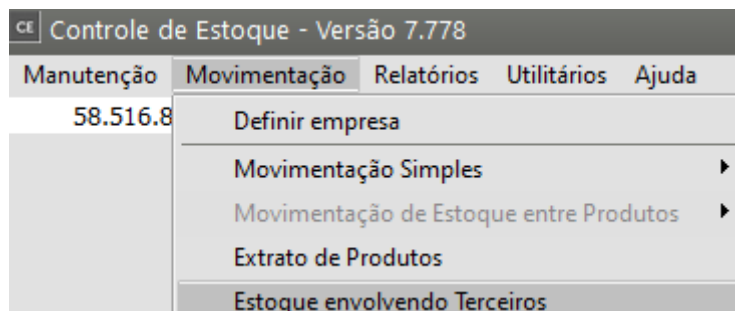 CE Controle de Estoque - Versão 7.778
Manutenção Movimentação Relatórios Utilitários Ajuda
58.516.8
Definir empresa
Movimentação Simples
Movimentação de Estoque entre Produtos
Extrato de Produtos
Estoque envolvendo Terceiros